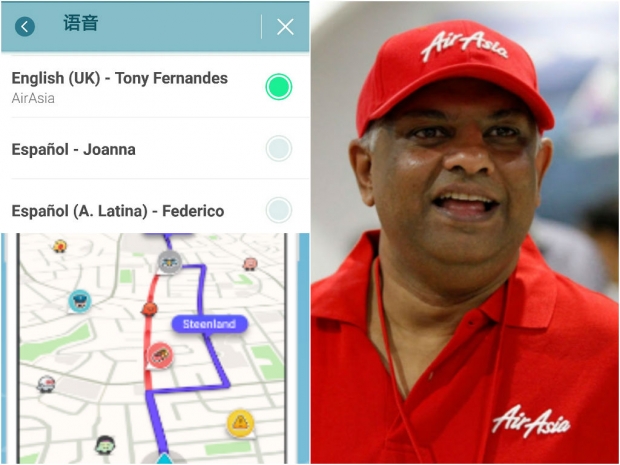 语音
English (UK) - Tony Fernandes
AirAsia
Español - Joanna
Español (A. Latina) - Federico
Steenland
AirAsia
AirAsia